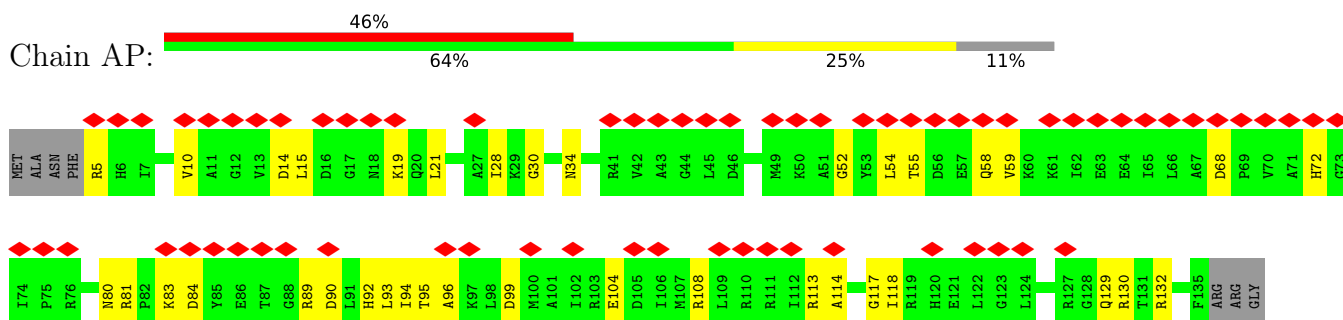 46%
Chain AP:
64% 25% 11%
MET ALA ASN PHE R5 H6 I7 V10 A11 G12 V13 D14 L15 D16 G17 N18 K19 Q20 L21 A27 I28 K29 G30 N34 R41 V42 A43 G44 L45 D46 M49 K50 A51 G52 Y53 L54 T55 D56 E57 Q58 V59 K60 K61 I62 E63 E64 I65 L66 A67 D68 P69 V70 A71 H72 G73
I74 P75 R76 N80 R81 P82 K83 D84 Y85 E86 T87 G88 R89 D90 L91 H92 L93 I94 T95 A96 K97 L98 D99 M100 A101 I102 R103 E104 D105 I106 M107 R108 L109 R110 R111 I112 R113 A114 G117 I118 R119 H120 E121 L122 G123 L124 R127 G128 Q129 R130 T131 R132 F135 ARG ARG GLY